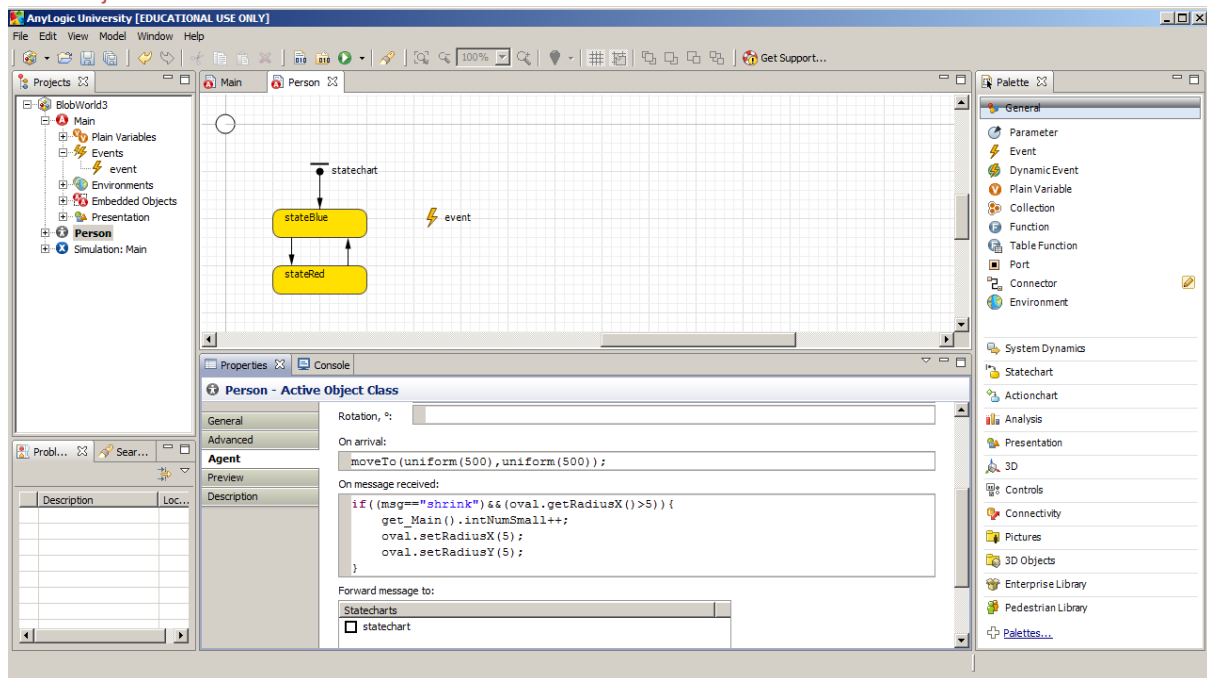 AnyLogic University [EDUCATIONAL USE ONLY]
File Edit View Model Window Help
100%
Get Support...
Projects
BlobWorld3
Main
Plain Variables
Events
event
Environments
Embedded Objects
Presentation
Person
Simulation: Main
Probl... Sear...
Description Loc...
Main Person
statechart
stateBlue
event
stateRed
Properties Console
Person - Active Object Class
General
Advanced
Agent
Preview
Description
Rotation, °:
On arrival:
moveTo(uniform(500),uniform(500));
On message received:
if((msg=="shrink")&&(oval.getRadiusX()>5)){
get_Main().intNumSmall++;
oval.setRadiusX(5);
oval.setRadiusY(5);
}
Forward message to:
Statecharts
statechart
Palette
General
Parameter
Event
Dynamic Event
Plain Variable
Collection
Function
Table Function
Port
Connector
Environment
System Dynamics
Statechart
Actionchart
Analysis
Presentation
3D
Controls
Connectivity
Pictures
3D Objects
Enterprise Library
Pedestrian Library
Palettes...